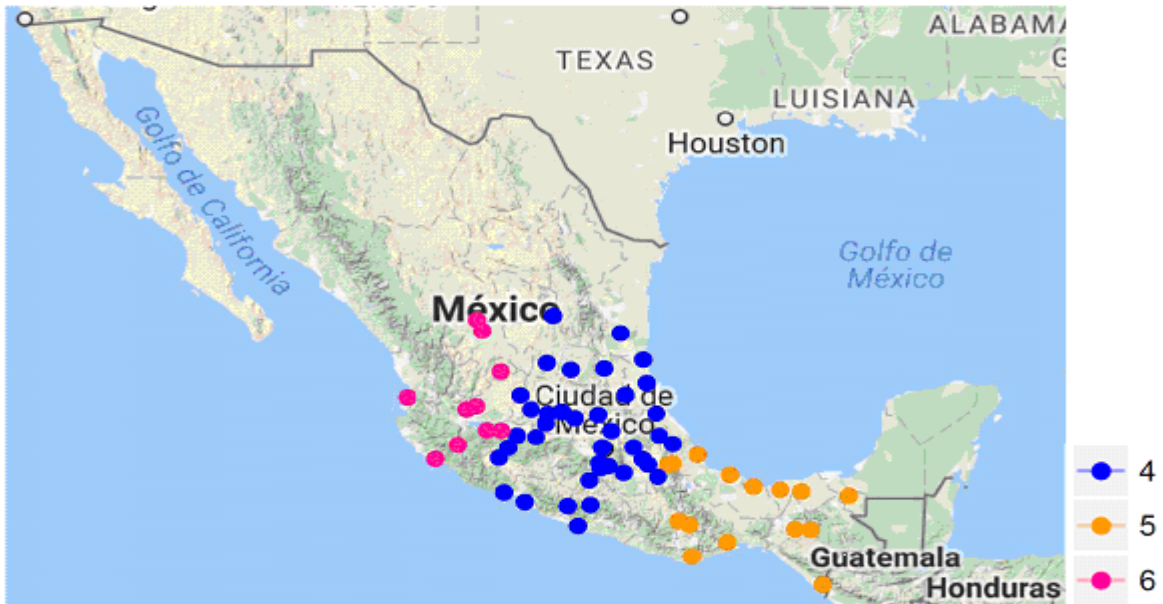 TEXAS
ALABAMA
LUISIANA
Houston
Golfo de California
Golfo de
México
México
Ciudad de
México
Guatemala
Honduras
4
5
6